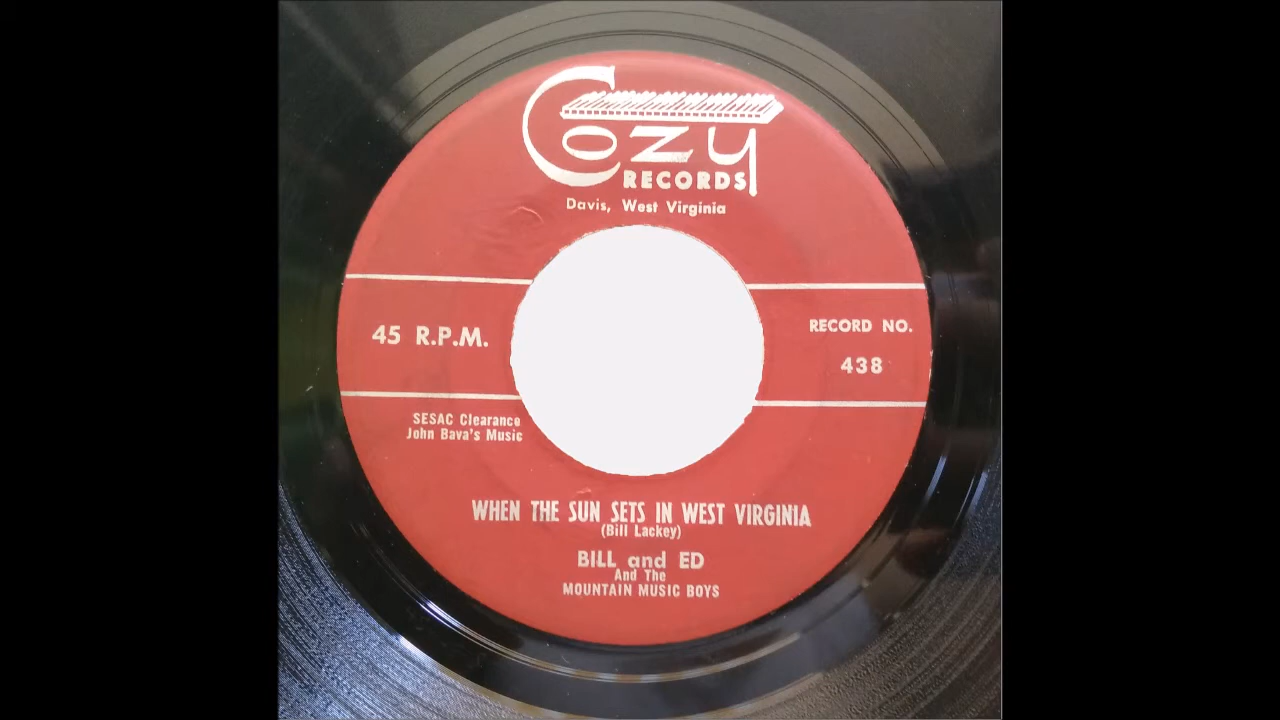 Cozy
RECORDS
Davis, West Virginia
45 R.P.M.
RECORD NO.
438
SESAC Clearance
John Bava's Music
WHEN THE SUN SETS IN WEST VIRGINIA
(Bill Lackey)
BILL and ED
And The
MOUNTAIN MUSIC BOYS